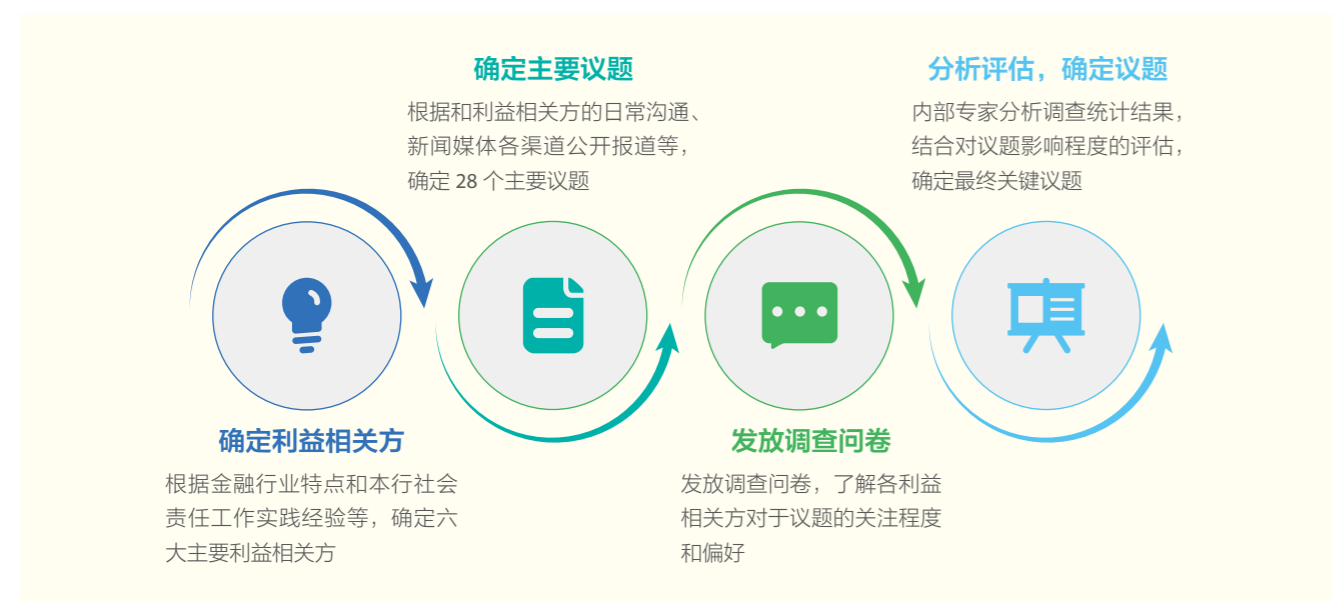 确定利益相关方
根据金融行业特点和本行社会
责任工作实践经验等，确定六
大主要利益相关方
确定主要议题
根据和利益相关方的日常沟通、
新闻媒体各渠道公开报道等，
确定 28 个主要议题
发放调查问卷
发放调查问卷，了解各利益
相关方对于议题的关注程度
和偏好
分析评估，确定议题
内部专家分析调查统计结果，
结合对议题影响程度的评估，
确定最终关键议题